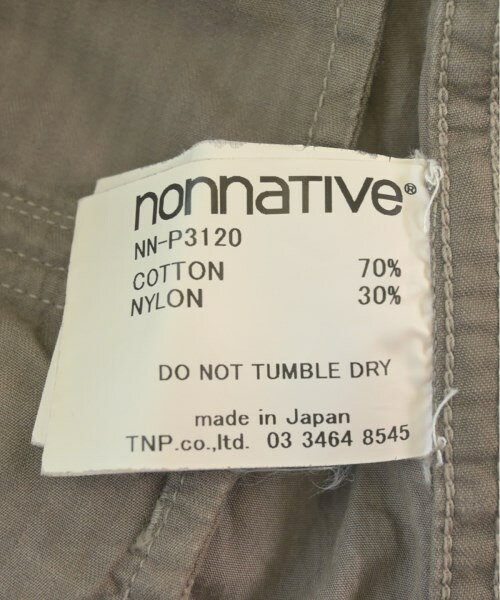 nonnative®
NN-P3120
COTTON 70%
NYLON 30%
DO NOT TUMBLE DRY
made in Japan
TNP.co.,ltd. 03 3464 8545